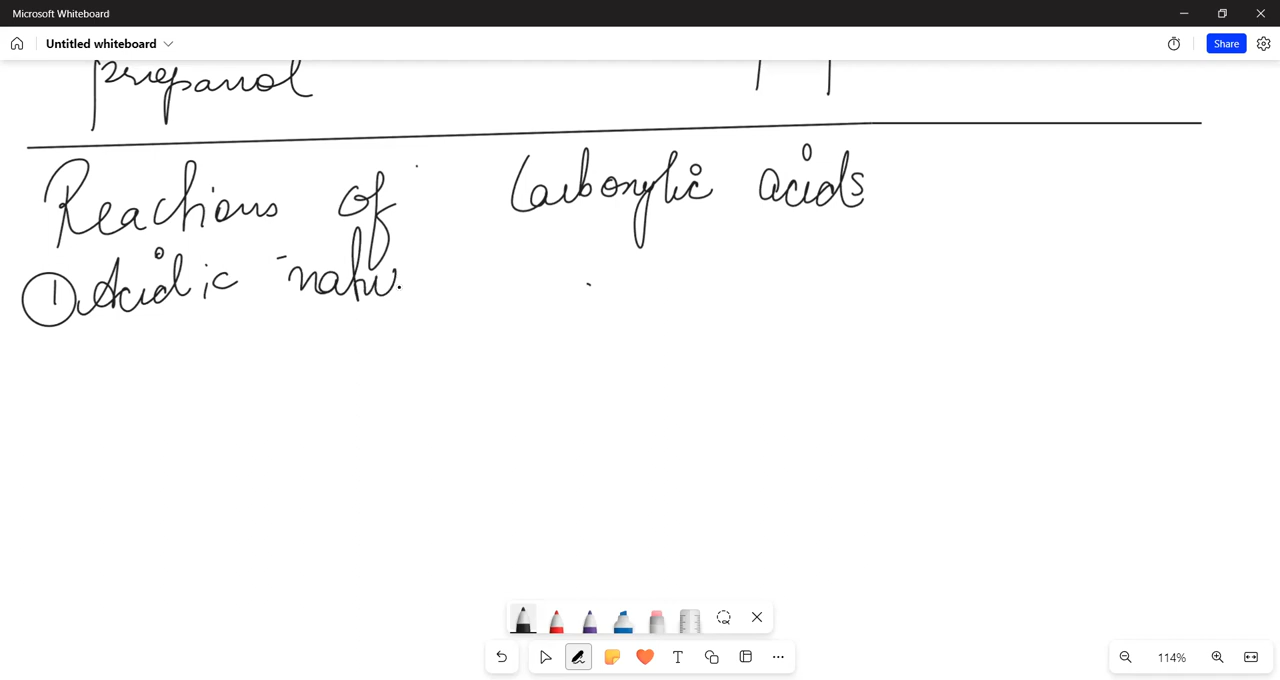 Microsoft Whiteboard
Untitled whiteboard
Share
propanol
Reactions of Carboxylic acids
① Acidic natu.
114%